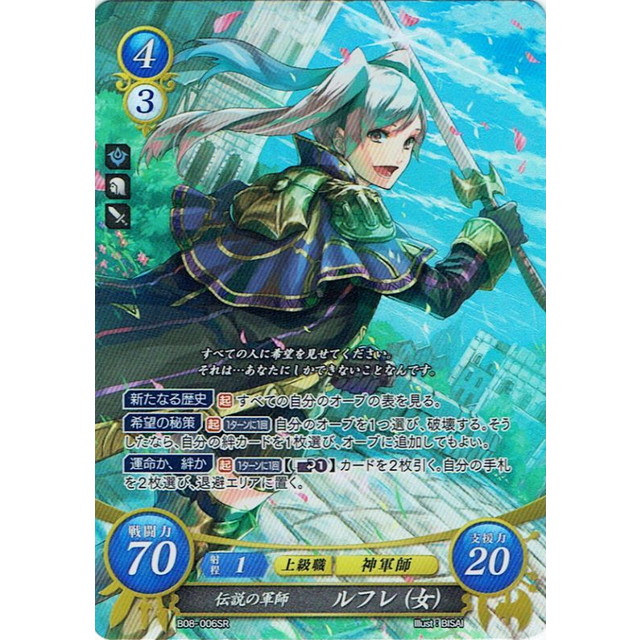 4
3
すべての人に希望を見せてください。
それは…あなたにしかできないことなんです。
新たなる歴史 起 すべての自分のオーブの表を見る。
希望の秘策 起 1ターンに1回 自分のオーブを1つ選び、破壊する。そう
したなら、自分の絆カードを1枚選び、オーブに追加してもよい。
運命か、絆か 起 1ターンに1回【1】カードを2枚引く。自分の手札
を2枚選び、退避エリアに置く。
戦闘力
70
射程 1 上級職 神軍師
支援力
20
伝説の軍師 ルフレ(女)
B08-006SR
Illust:BISAI